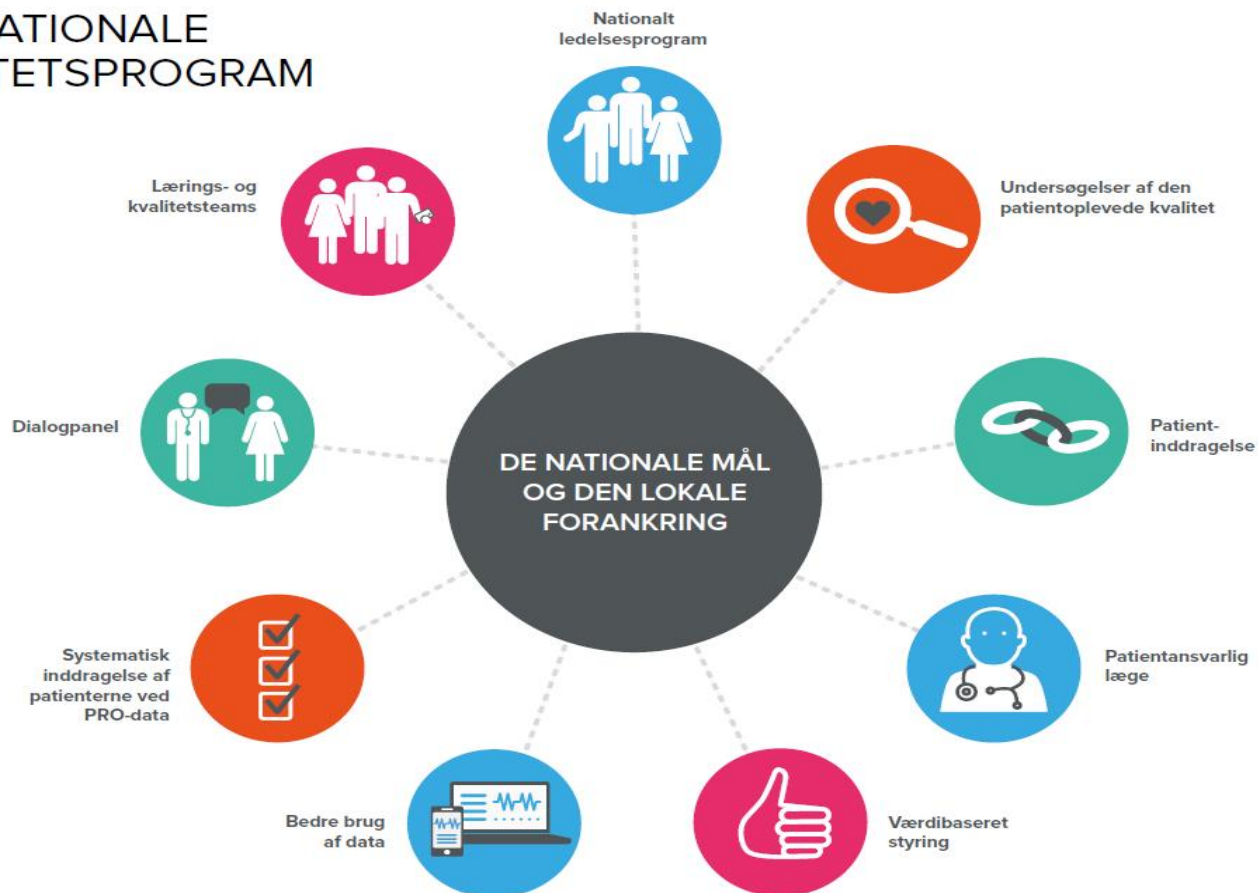 ATIONALE
TETSPROGRAM
Nationalt
ledelsesprogram
Lærings- og
kvalitetsteams
Undersøgelser af den
patientoplevede kvalitet
Dialogpanel
DE NATIONALE MÅL
OG DEN LOKALE
FORANKRING
Patient-
inddragelse
Systematisk
inddragelse af
patienterne ved
PRO-data
Patientansvarlig
læge
Bedre brug
af data
Værdibaseret
styring